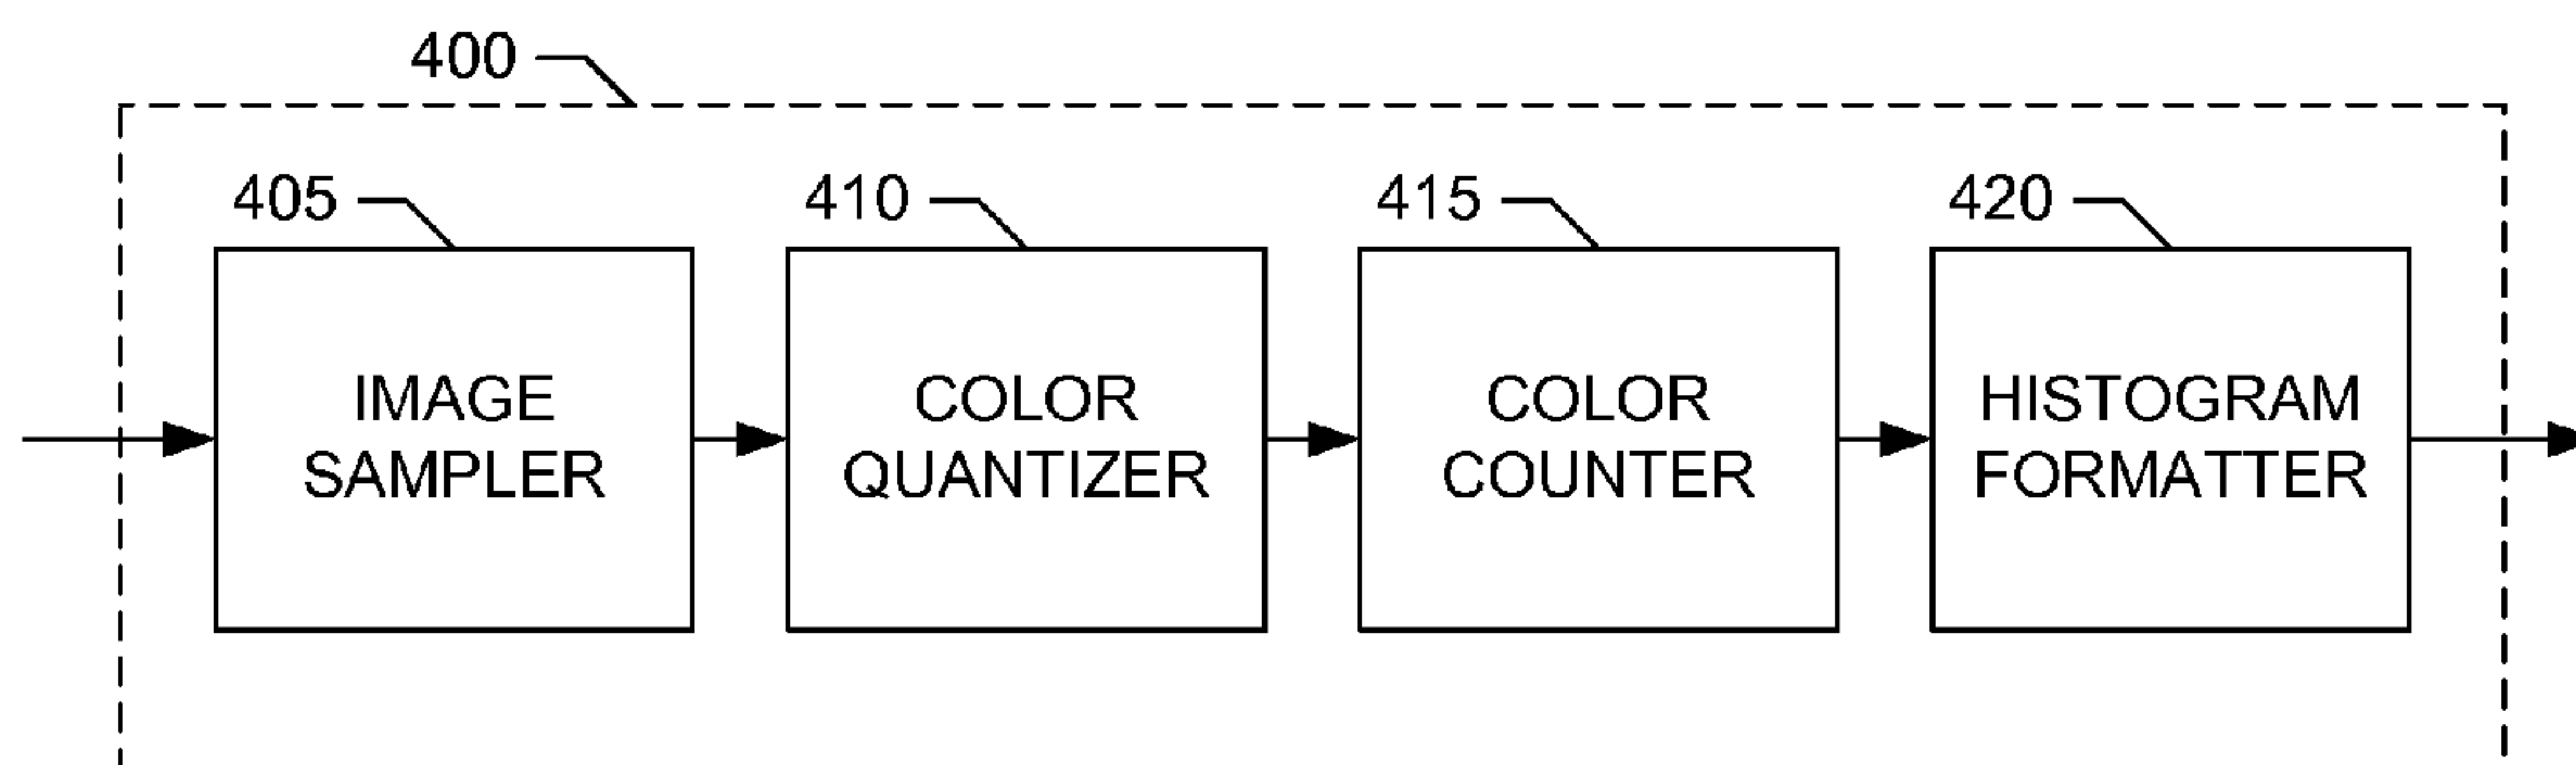 400
405
410
415
420
IMAGE
SAMPLER
COLOR
QUANTIZER
COLOR
COUNTER
HISTOGRAM
FORMATTER